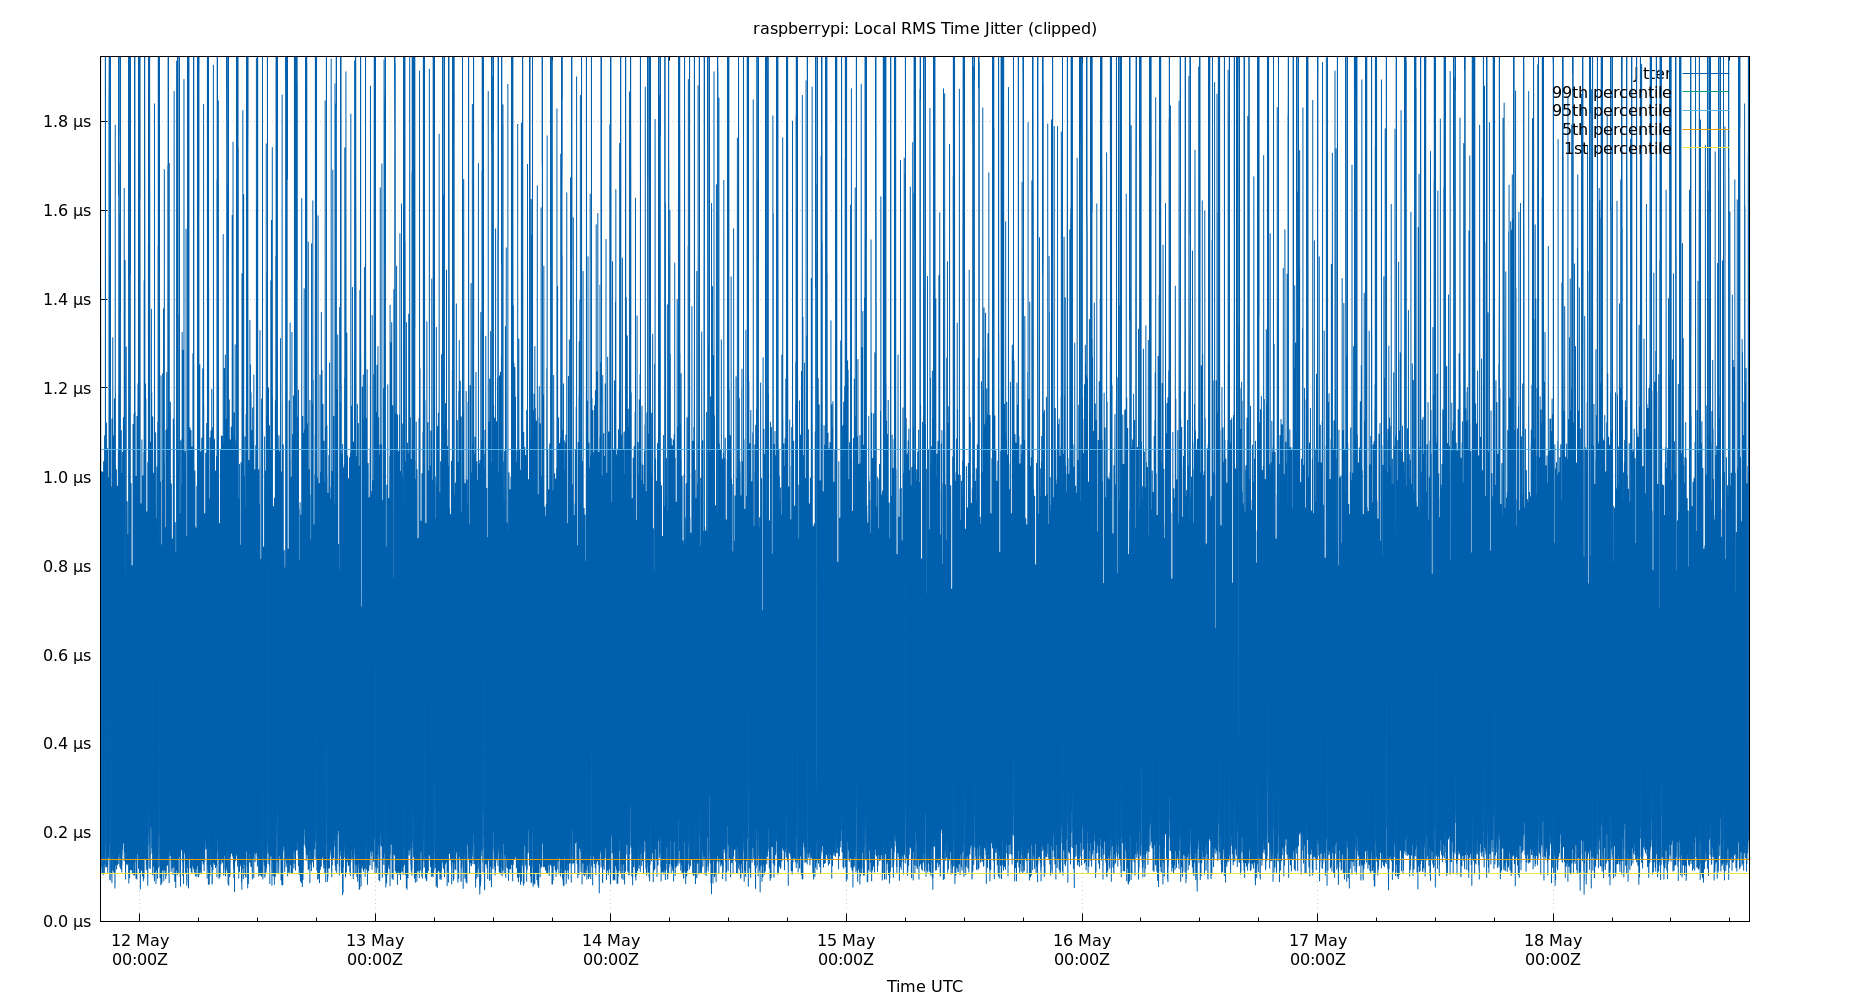 raspberrypi: Local RMS Time Jitter (clipped)
jitter
99th percentile
95th percentile
5th percentile
1st percentile
1.8 µs
1.6 µs
1.4 µs
1.2 µs
1.0 µs
0.8 µs
0.6 µs
0.4 µs
0.2 µs
0.0 µs
12 May 13 May 14 May 15 May 16 May 17 May 18 May
00:00Z 00:00Z 00:00Z 00:00Z 00:00Z 00:00Z 00:00Z
Time UTC